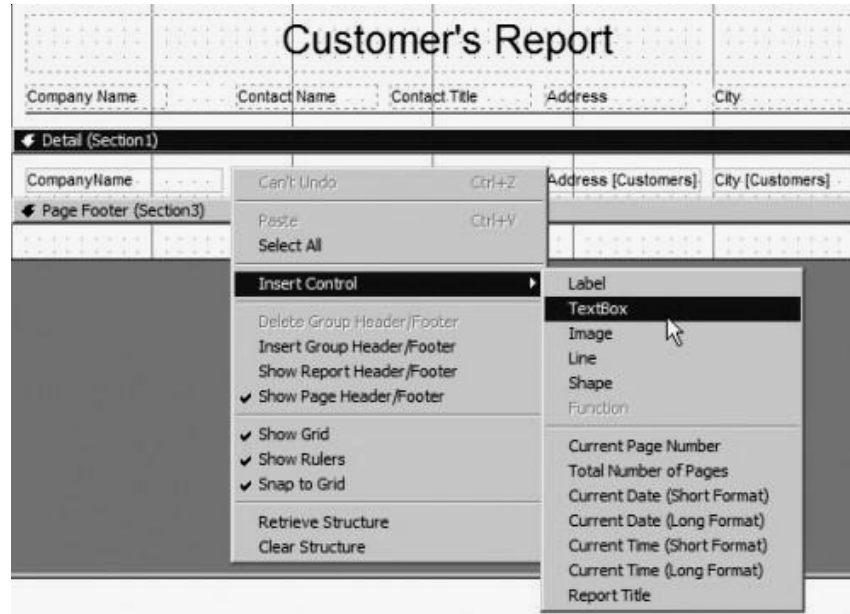 Customer's Report
Company Name Contact Name Contact Title Address City
Detail (Section1)
CompanyName Address [Customers] City [Customers]
Page Footer (Section3)
Can't Undo Ctrl+Z
Paste Ctrl+V
Select All
Insert Control
Delete Group Header/Footer
Insert Group Header/Footer
Show Report Header/Footer
Show Page Header/Footer
Show Grid
Show Rulers
Snap to Grid
Retrieve Structure
Clear Structure
Label
TextBox
Image
Line
Shape
Function
Current Page Number
Total Number of Pages
Current Date (Short Format)
Current Date (Long Format)
Current Time (Short Format)
Current Time (Long Format)
Report Title